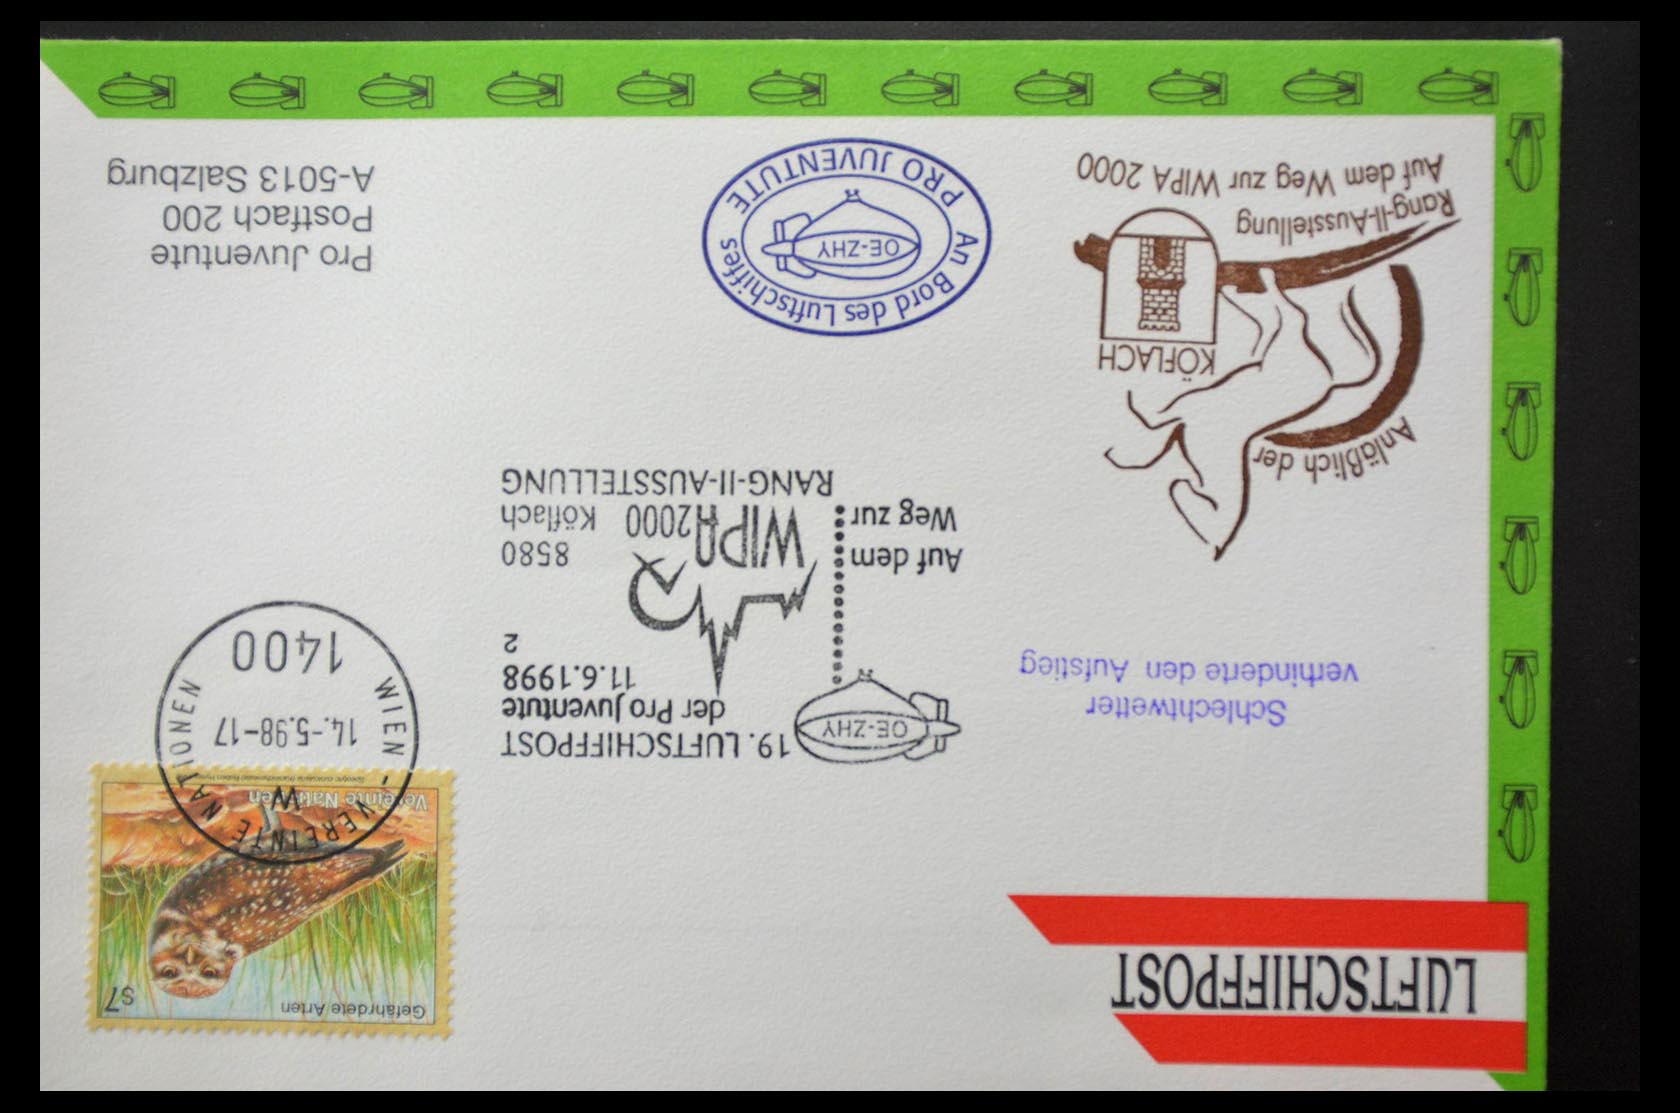 LUFTSCHIFFPOST
Gefährdete Arten
S7
Vereinte Nationen
WIEN - VEREINTE NATIONEN
W
14.-5.98-17
1400
Schlechtwetter
verhinderte den Aufstieg
OE-ZHY
19. LUFTSCHIFFPOST
der Pro Juventute
11.6.1998
2
Auf dem
Weg zur
WIPA
2000
8580
Köflach
RANG-II-AUSSTELLUNG
Anläßlich der
KÖFLACH
Rang-II-Ausstellung
Auf dem Weg zur WIPA 2000
An Bord des Luftschiffes
OE-ZHY
PRO JUVENTUTE
Pro Juventute
Postfach 200
A-5013 Salzburg